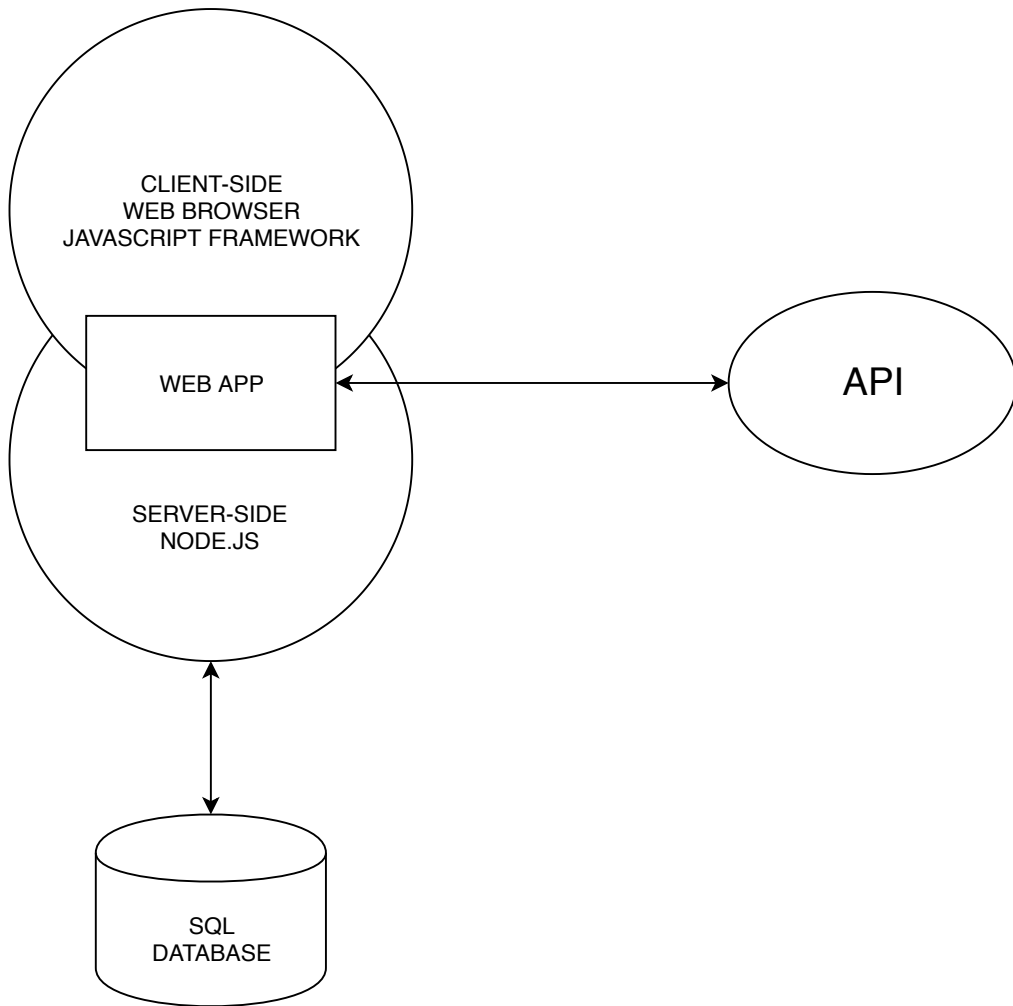 CLIENT-SIDE
WEB BROWSER
JAVASCRIPT FRAMEWORK
WEB APP
API
SERVER-SIDE
NODE.JS
SQL
DATABASE